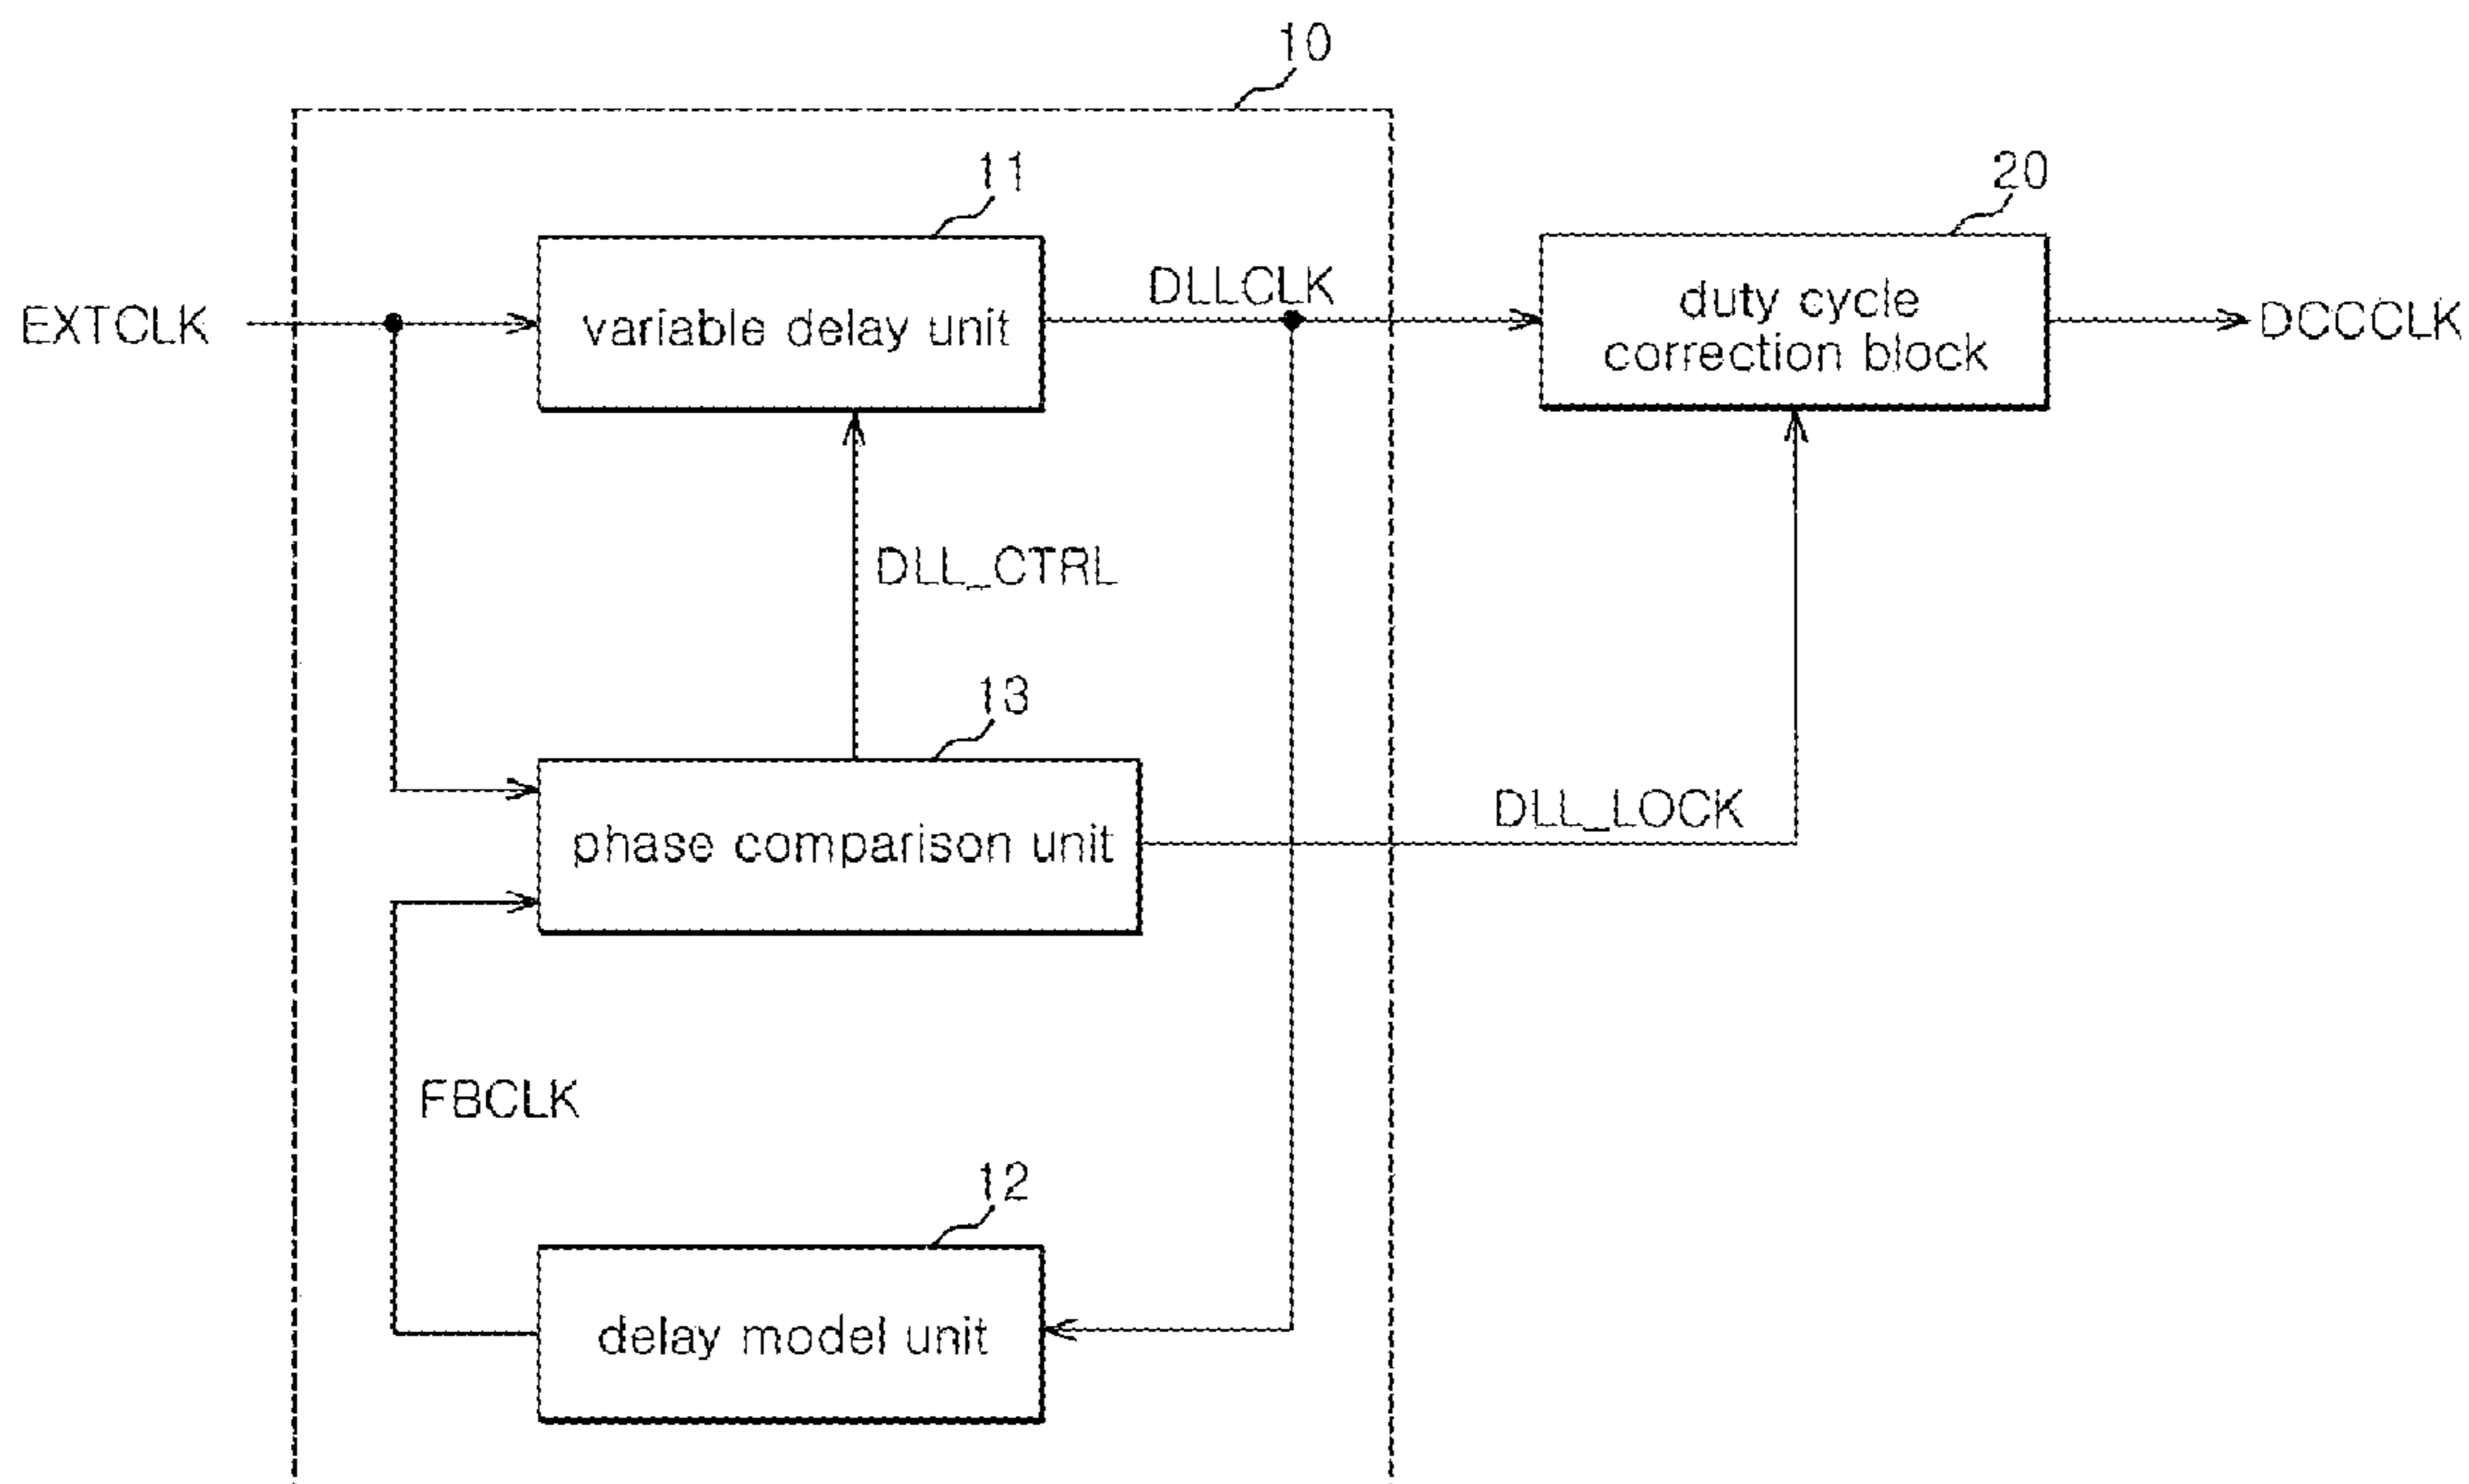 10
11
20
EXTCLK
variable delay unit
DLLCLK
duty cycle
correction block
DCCCLK
DLL_CTRL
13
phase comparison unit
DLL_LOCK
FBCLK
12
delay model unit